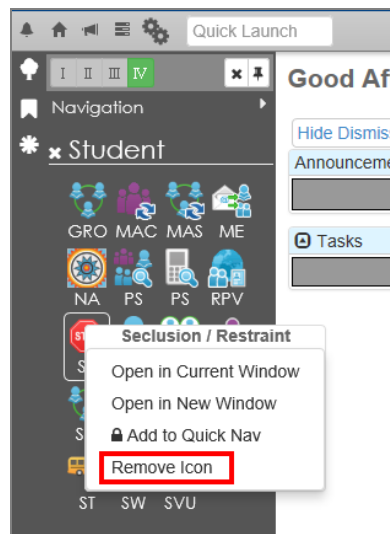 Quick Launch
I II III IV
Good Af
Navigation
Hide Dismis
Student
Announceme
GRO MAC MAS ME
Tasks
NA PS PS RPV
Seclusion / Restraint
Open in Current Window
Open in New Window
Add to Quick Nav
Remove Icon
ST SW SVU